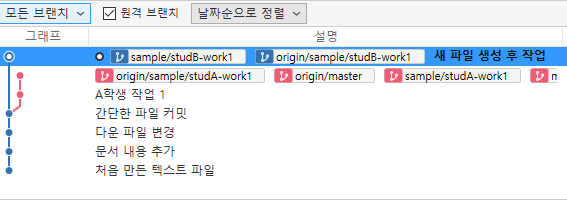 모든 브랜치 원격 브랜치 날짜순으로 정렬
그래프 설명
sample/studB-work1 origin/sample/studB-work1 새 파일 생성 후 작업
origin/sample/studA-work1 origin/master sample/studA-work1 m
A학생 작업 1
간단한 파일 커밋
다운 파일 변경
문서 내용 추가
처음 만든 텍스트 파일